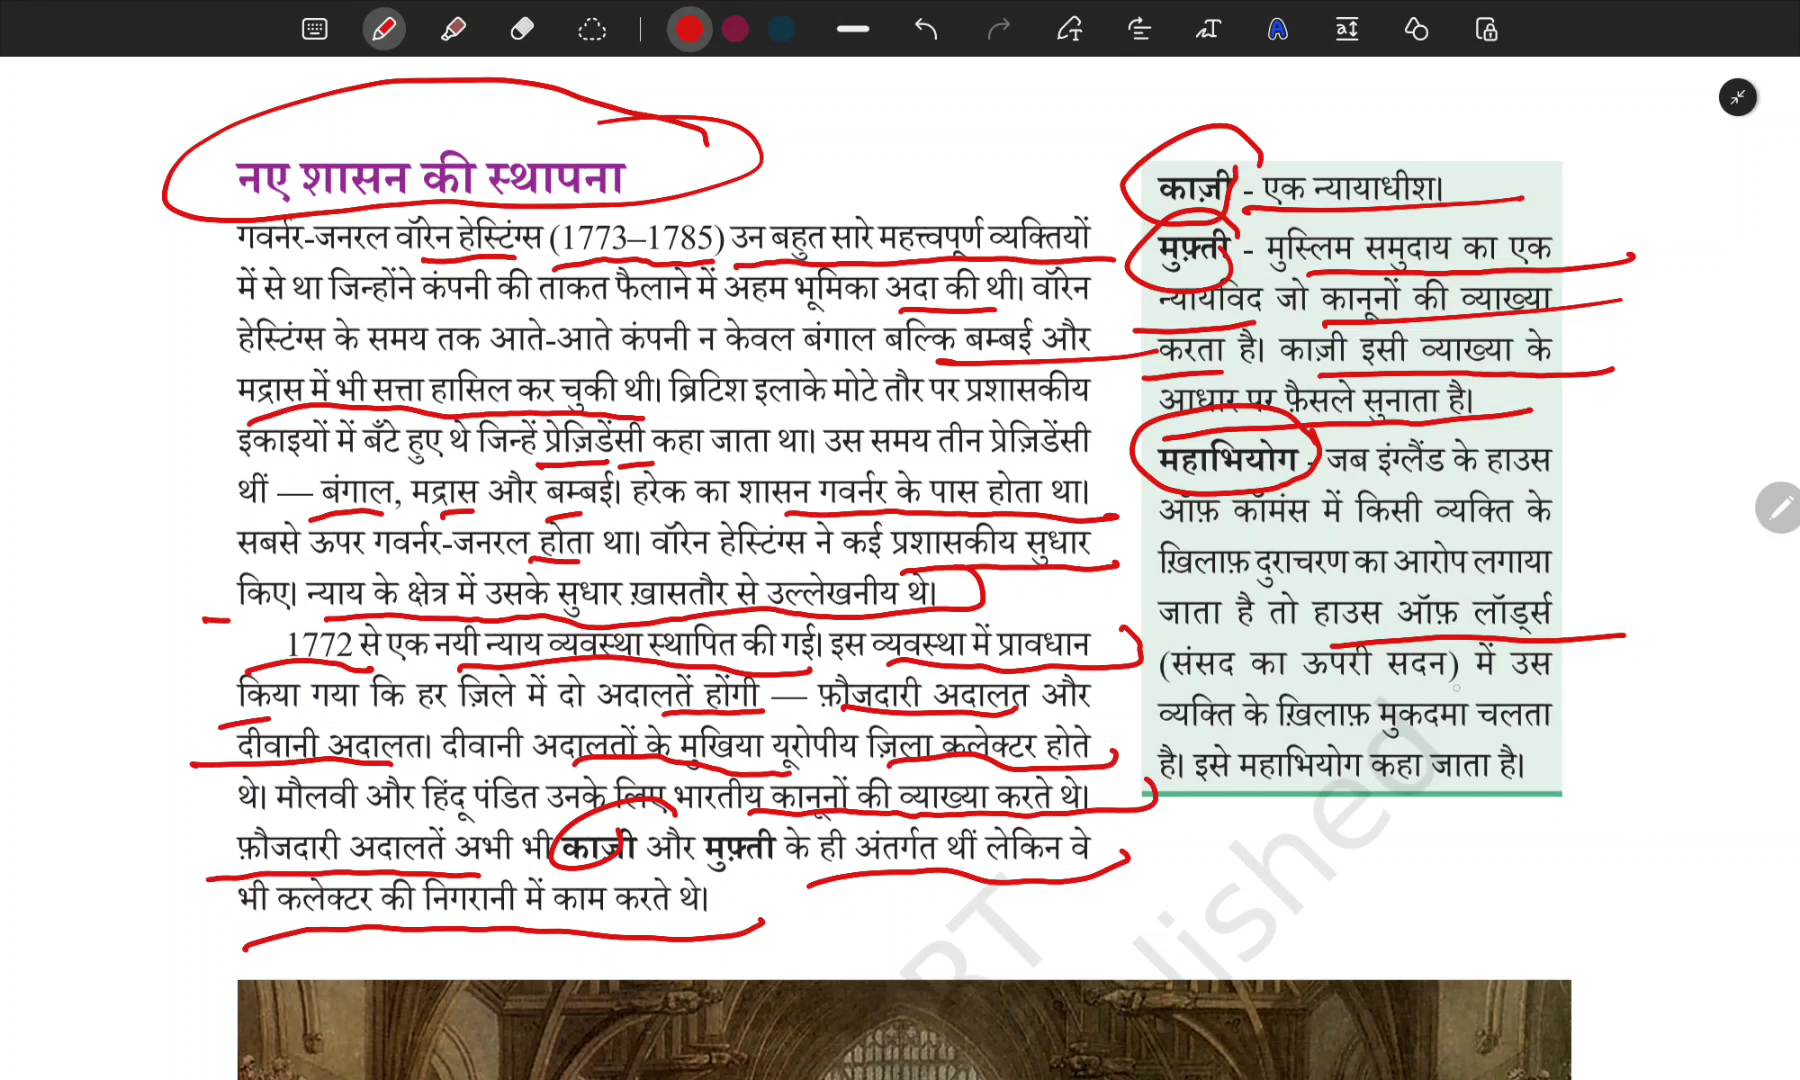 नए शासन की स्थापना
गवर्नर-जनरल वॉरेन हेस्टिंग्स (1773–1785) उन बहुत सारे महत्त्वपूर्ण व्यक्तियों
में से था जिन्होंने कंपनी की ताकत फैलाने में अहम भूमिका अदा की थी। वॉरेन
हेस्टिंग्स के समय तक आते-आते कंपनी न केवल बंगाल बल्कि बम्बई और
मद्रास में भी सत्ता हासिल कर चुकी थी। ब्रिटिश इलाके मोटे तौर पर प्रशासकीय
इकाइयों में बँटे हुए थे जिन्हें प्रेज़िडेंसी कहा जाता था। उस समय तीन प्रेज़िडेंसी
थीं — बंगाल, मद्रास और बम्बई। हरेक का शासन गवर्नर के पास होता था।
सबसे ऊपर गवर्नर-जनरल होता था। वॉरेन हेस्टिंग्स ने कई प्रशासकीय सुधार
किए। न्याय के क्षेत्र में उसके सुधार ख़ासतौर से उल्लेखनीय थे।
1772 से एक नयी न्याय व्यवस्था स्थापित की गई। इस व्यवस्था में प्रावधान
किया गया कि हर ज़िले में दो अदालतें होंगी — फ़ौजदारी अदालत और
दीवानी अदालत। दीवानी अदालतों के मुखिया यूरोपीय ज़िला कलेक्टर होते
थे। मौलवी और हिंदू पंडित उनके लिए भारतीय कानूनों की व्याख्या करते थे।
फ़ौजदारी अदालतें अभी भी काज़ी और मुफ़्ती के ही अंतर्गत थीं लेकिन वे
भी कलेक्टर की निगरानी में काम करते थे।
काज़ी - एक न्यायाधीश।
मुफ़्ती - मुस्लिम समुदाय का एक
न्यायविद जो कानूनों की व्याख्या
करता है। काज़ी इसी व्याख्या के
आधार पर फ़ैसले सुनाता है।
महाभियोग - जब इंग्लैंड के हाउस
ऑफ़ कॉमंस में किसी व्यक्ति के
ख़िलाफ़ दुराचरण का आरोप लगाया
जाता है तो हाउस ऑफ़ लॉर्ड्स
(संसद का ऊपरी सदन) में उस
व्यक्ति के ख़िलाफ़ मुकदमा चलता
है। इसे महाभियोग कहा जाता है।